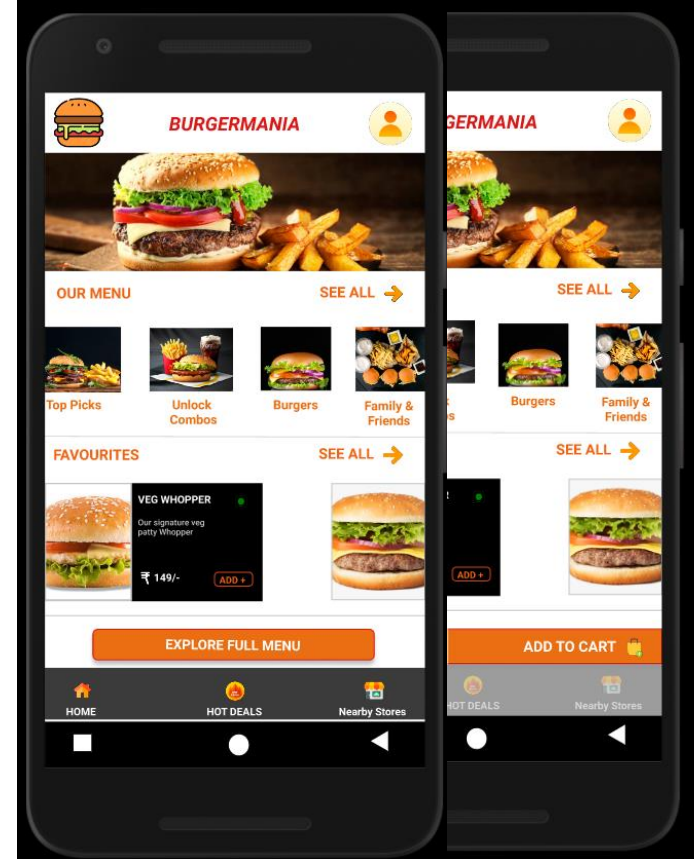 BURGERMANIA
OUR MENU
SEE ALL
Top Picks
Unlock
Combos
Burgers
Family &
Friends
FAVOURITES
SEE ALL
VEG WHOPPER
Our signature veg
patty Whopper
₹ 149/-
ADD +
EXPLORE FULL MENU
HOME
HOT DEALS
Nearby Stores
GERMANIA
SEE ALL
s
Burgers
Family &
Friends
SEE ALL
ADD +
ADD TO CART
HOT DEALS
Nearby Stores